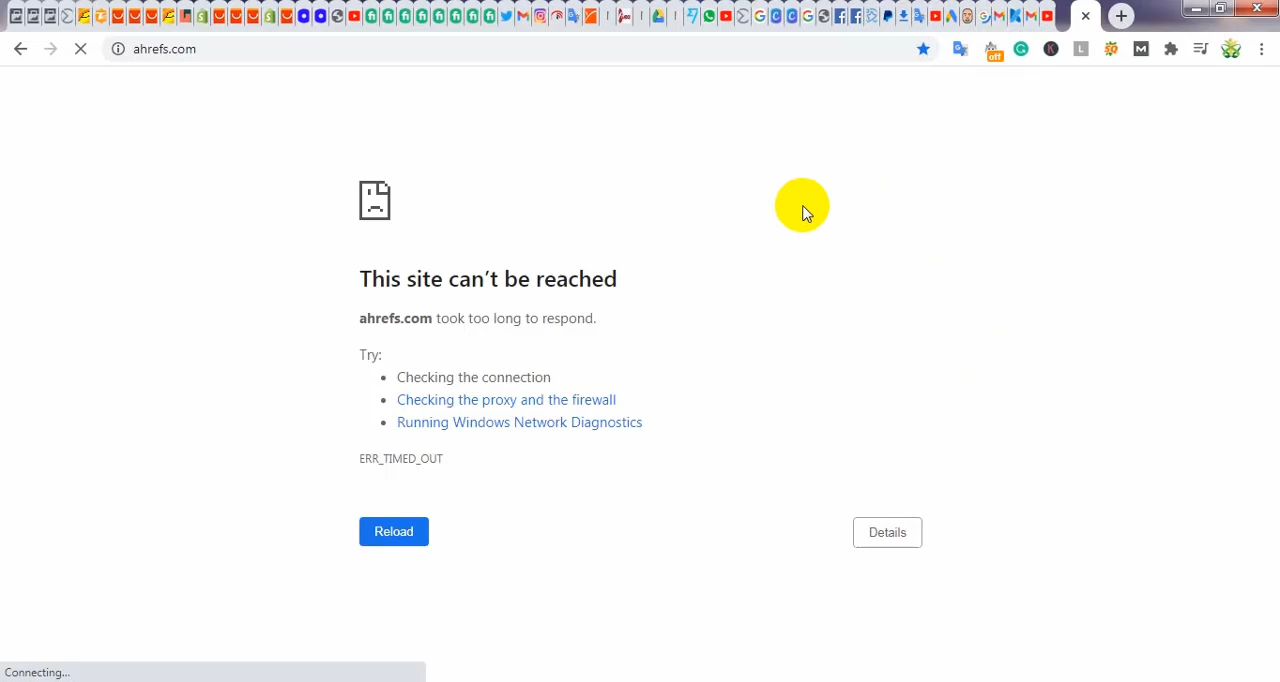 ahrefs.com
off
This site can't be reached
ahrefs.com took too long to respond.
Try:
Checking the connection
Checking the proxy and the firewall
Running Windows Network Diagnostics
ERR_TIMED_OUT
Reload
Details
Connecting...